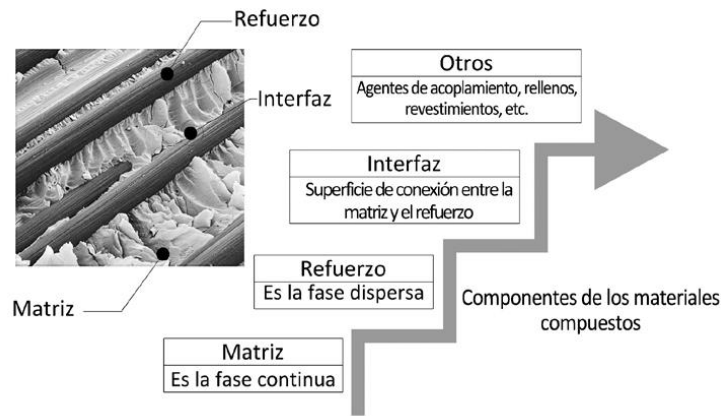 Refuerzo
Interfaz
Matriz
Otros
Agentes de acoplamiento, rellenos,
revestimientos, etc.
Interfaz
Superficie de conexión entre la
matriz y el refuerzo
Refuerzo
Es la fase dispersa
Matriz
Es la fase continua
Componentes de los materiales
compuestos